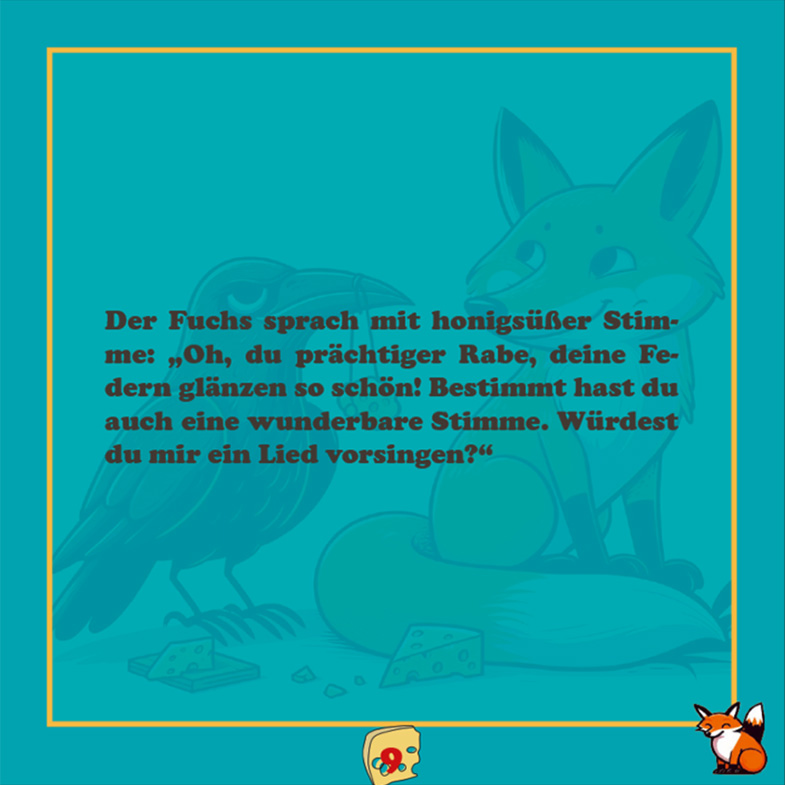 Der Fuchs sprach mit honigsüßer Stim-
me: „Oh, du prächtiger Rabe, deine Fe-
dern glänzen so schön! Bestimmt hast du
auch eine wunderbare Stimme. Würdest
du mir ein Lied vorsingen?“
9